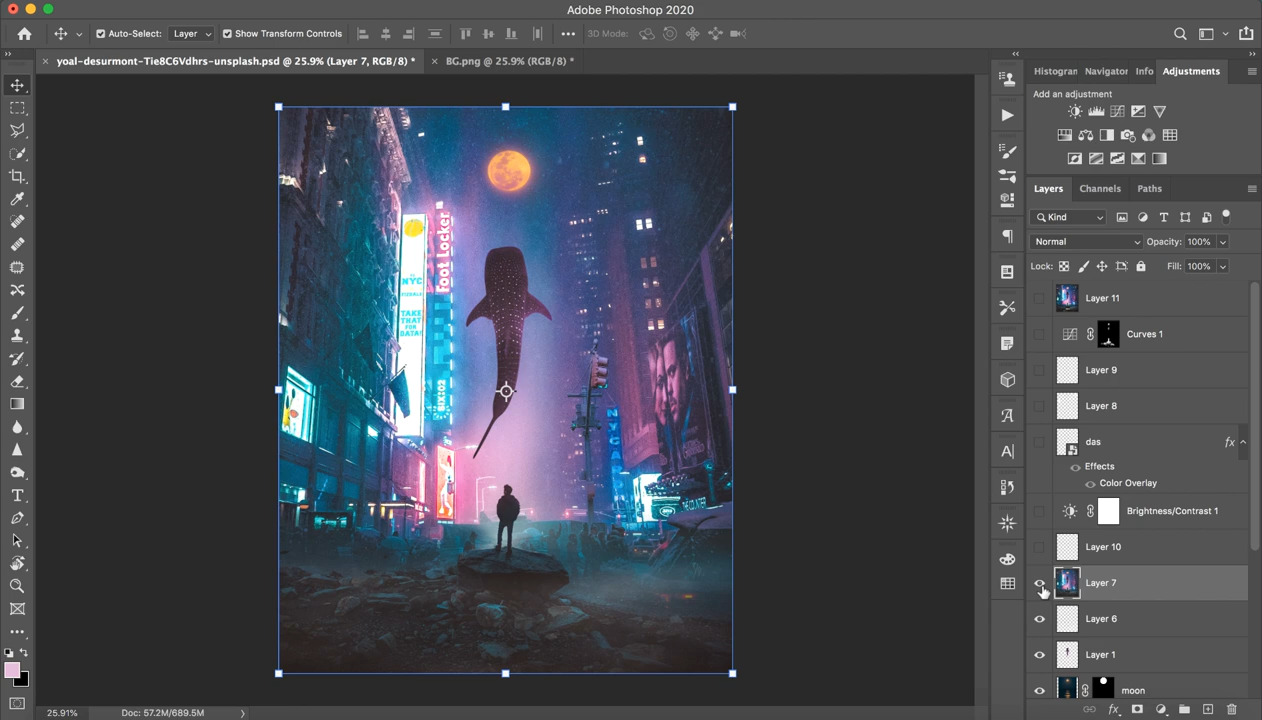 Adobe Photoshop 2020
Auto-Select: Layer Show Transform Controls 3D Mode:
yoal-desurmont-Tie8C6Vdhrs-unsplash.psd @ 25.9% (Layer 7, RGB/8) * BG.png @ 25.9% (RGB/8) *
Histogran Navigator Info Adjustments
Add an adjustment
Layers Channels Paths
Kind
Normal Opacity: 100%
Lock: Fill: 100%
Layer 11
Curves 1
Layer 9
Layer 8
das fx
Effects
Color Overlay
Brightness/Contrast 1
Layer 10
Layer 7
Layer 6
Layer 1
moon
Foot Locker
NYC
TAKE
THAT
FOR
DATA!
NYC
25.91% Doc: 57.2M/689.5M